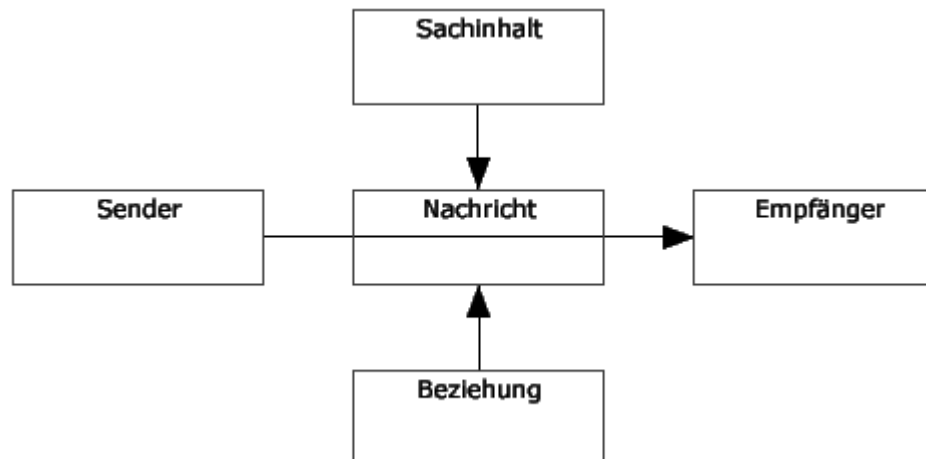 Sachinhalt
Sender
Nachricht
Empfänger
Beziehung